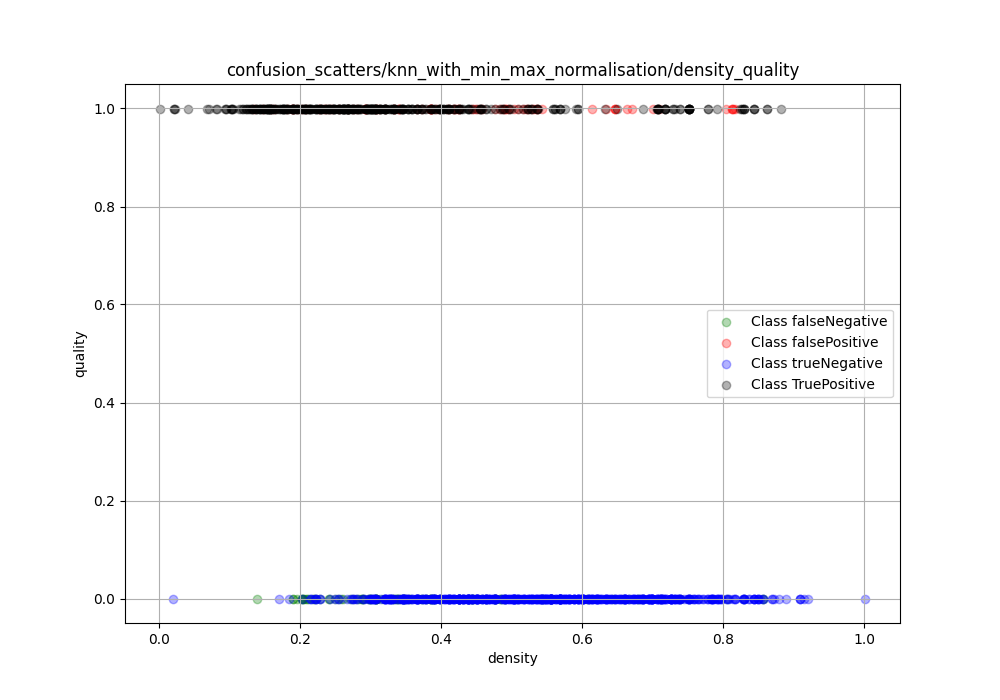 confusion_scatters/knn_with_min_max_normalisation/density_quality
1.0
0.8
0.6
0.4
0.2
0.0
quality
Class falseNegative
Class falsePositive
Class trueNegative
Class TruePositive
0.0 0.2 0.4 0.6 0.8 1.0
density